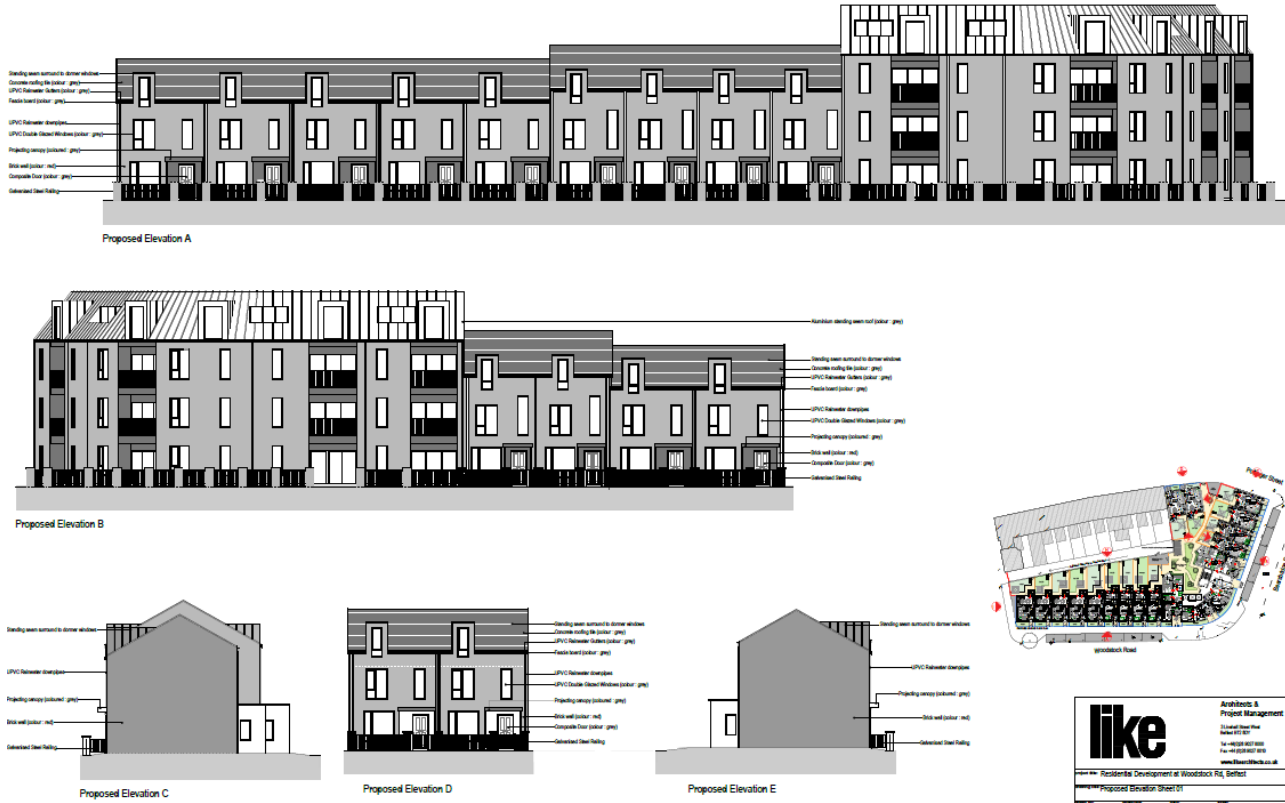 Standing seam surround to dormer windows
Concrete roofing tile (colour : grey)
UPVC Rainwater Gutters (colour : grey)
Fascia board (colour : grey)
UPVC Rainwater downpipes
UPVC Double Glazed Windows (colour : grey)
Projecting canopy (coloured : grey)
Brick wall (colour : red)
Composite Door (colour : grey)
Galvanised Steel Railing
Proposed Elevation A
Aluminium standing seam roof (colour : grey)
Standing seam surround to dormer windows
Concrete roofing tile (colour : grey)
UPVC Rainwater Gutters (colour : grey)
Fascia board (colour : grey)
UPVC Rainwater downpipes
UPVC Double Glazed Windows (colour : grey)
Projecting canopy (coloured : grey)
Brick wall (colour : red)
Composite Door (colour : grey)
Galvanised Steel Railing
Proposed Elevation B
Standing seam surround to dormer windows
UPVC Rainwater downpipes
Projecting canopy (coloured : grey)
Brick wall (colour : red)
Galvanised Steel Railing
Proposed Elevation C
Standing seam surround to dormer windows
Concrete roofing tile (colour : grey)
UPVC Rainwater Gutters (colour : grey)
Fascia board (colour : grey)
UPVC Rainwater downpipes
UPVC Double Glazed Windows (colour : grey)
Projecting canopy (coloured : grey)
Brick wall (colour : red)
Composite Door (colour : grey)
Galvanised Steel Railing
Proposed Elevation D
Standing seam surround to dormer windows
UPVC Rainwater downpipes
Projecting canopy (coloured : grey)
Brick wall (colour : red)
Galvanised Steel Railing
Proposed Elevation E
Street
Woodstock Road
like
Architects &
Project Management
www.likearchitects.co.uk
Residential Development at Woodstock Rd, Belfast
Proposed Elevation Sheet 01